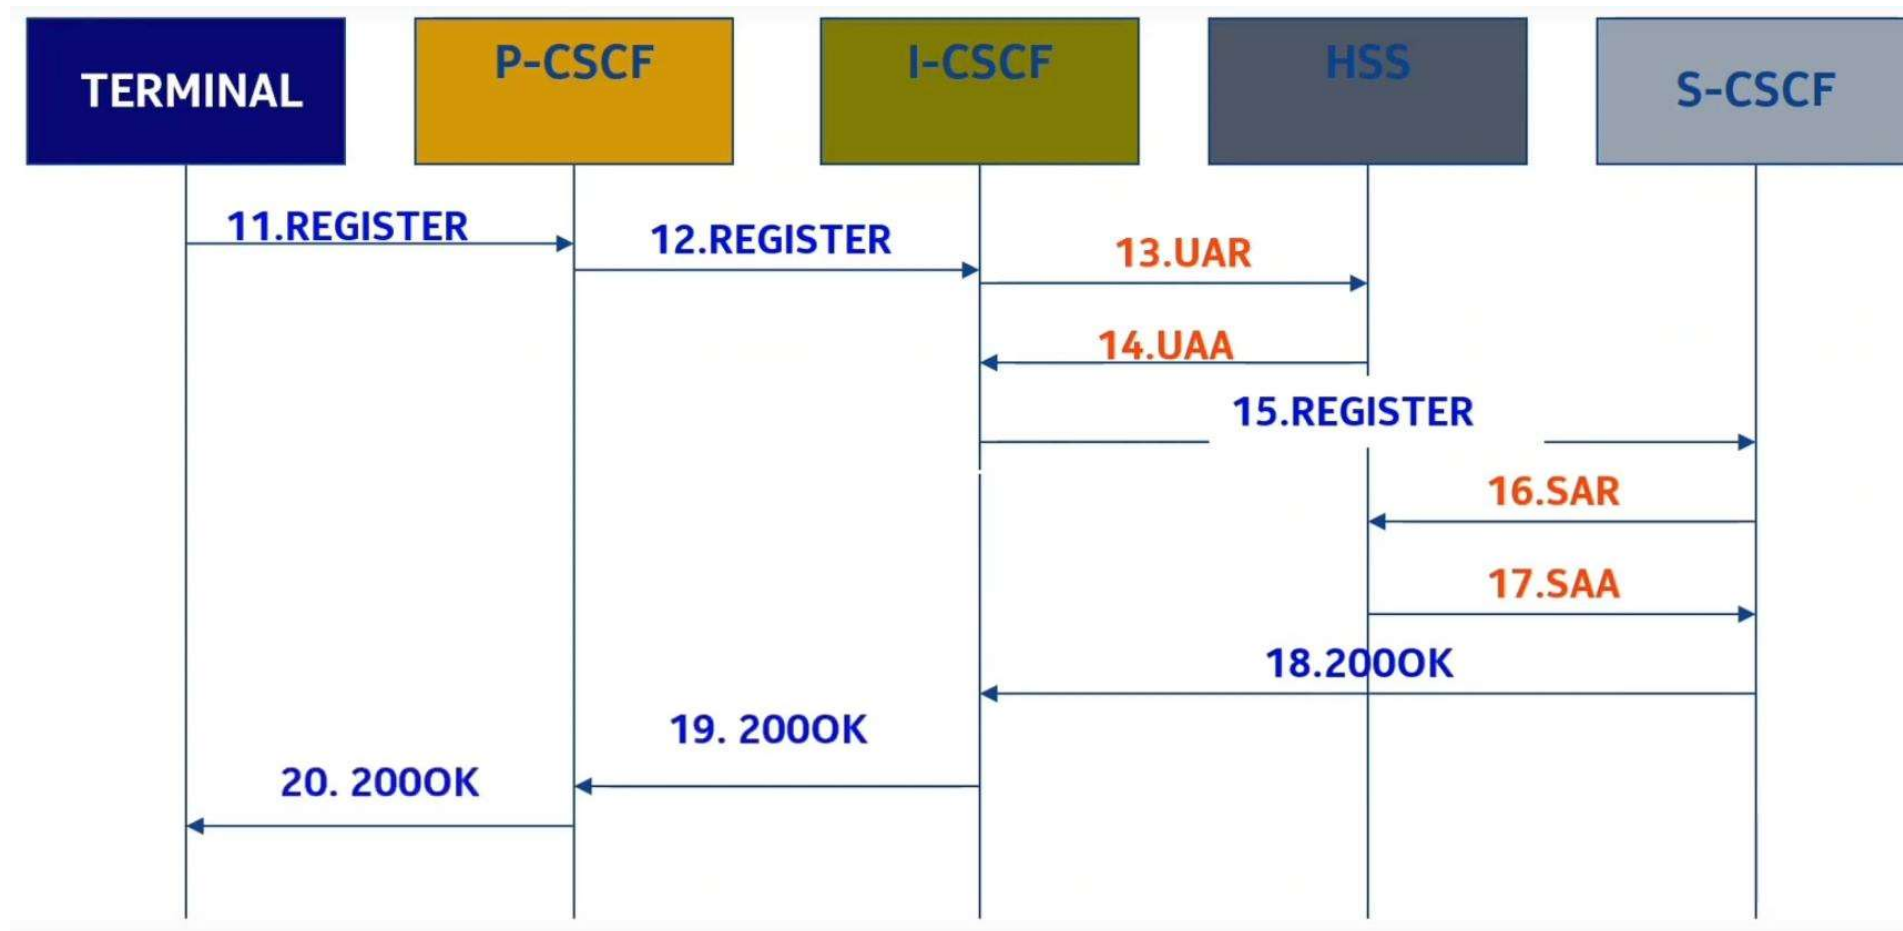 TERMINAL
P-CSCF
I-CSCF
HSS
S-CSCF
11.REGISTER
12.REGISTER
13.UAR
14.UAA
15.REGISTER
16.SAR
17.SAA
18.200OK
19. 200OK
20. 200OK